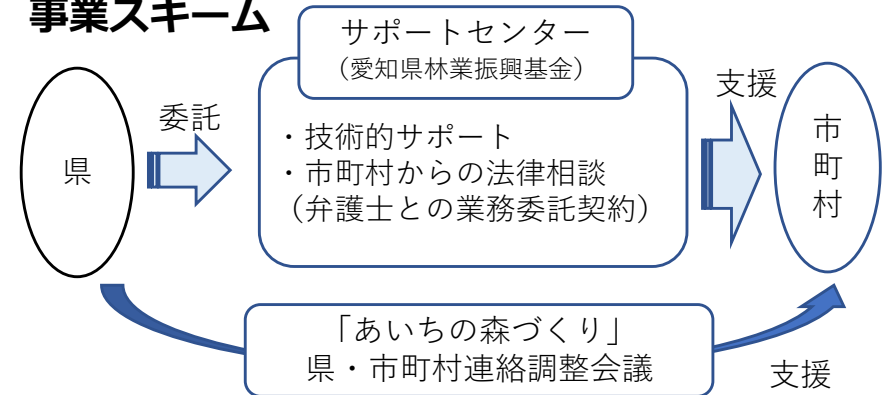 事業スキーム
サポートセンター
（愛知県林業振興基金）
県
委託
・技術的サポート
・市町村からの法律相談
（弁護士との業務委託契約）
支援
市町村
「あいちの森づくり」
県・市町村連絡調整会議
支援